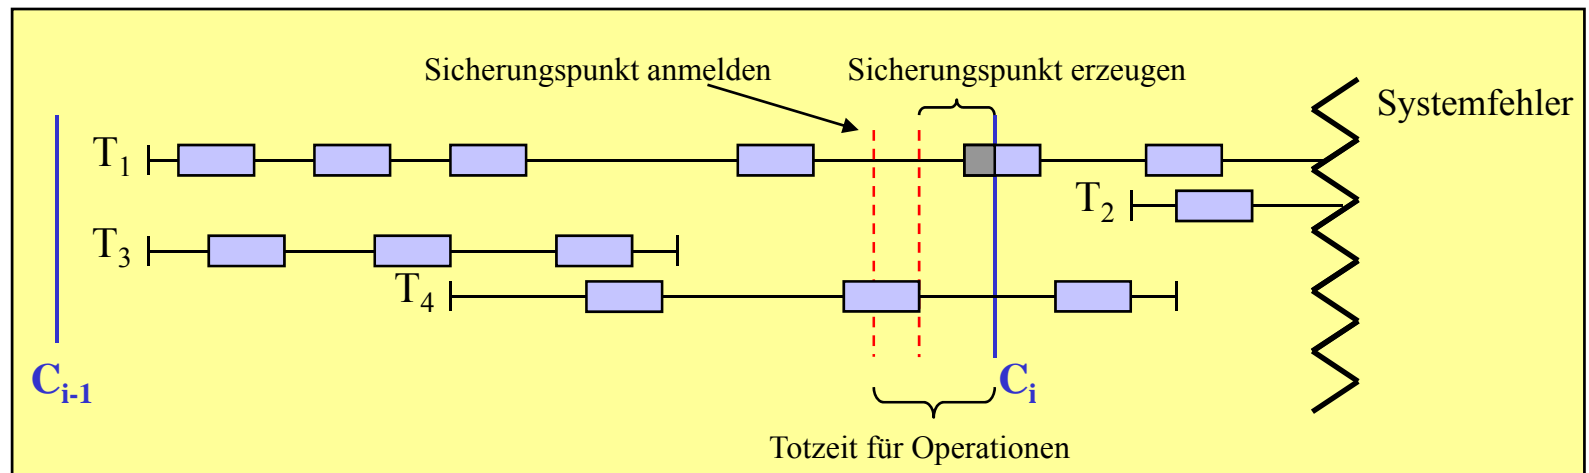 Sicherungspunkt anmelden
Sicherungspunkt erzeugen
Systemfehler
T1
T2
T3
T4
Ci-1
Ci
Totzeit für Operationen